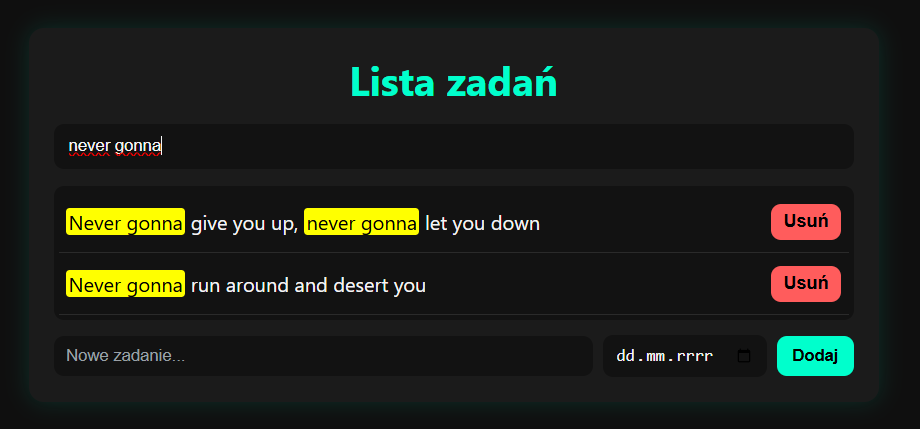 Lista zadań
never gonna
Never gonna give you up, never gonna let you down Usuń
Never gonna run around and desert you Usuń
Nowe zadanie... dd.mm.rrrr Dodaj